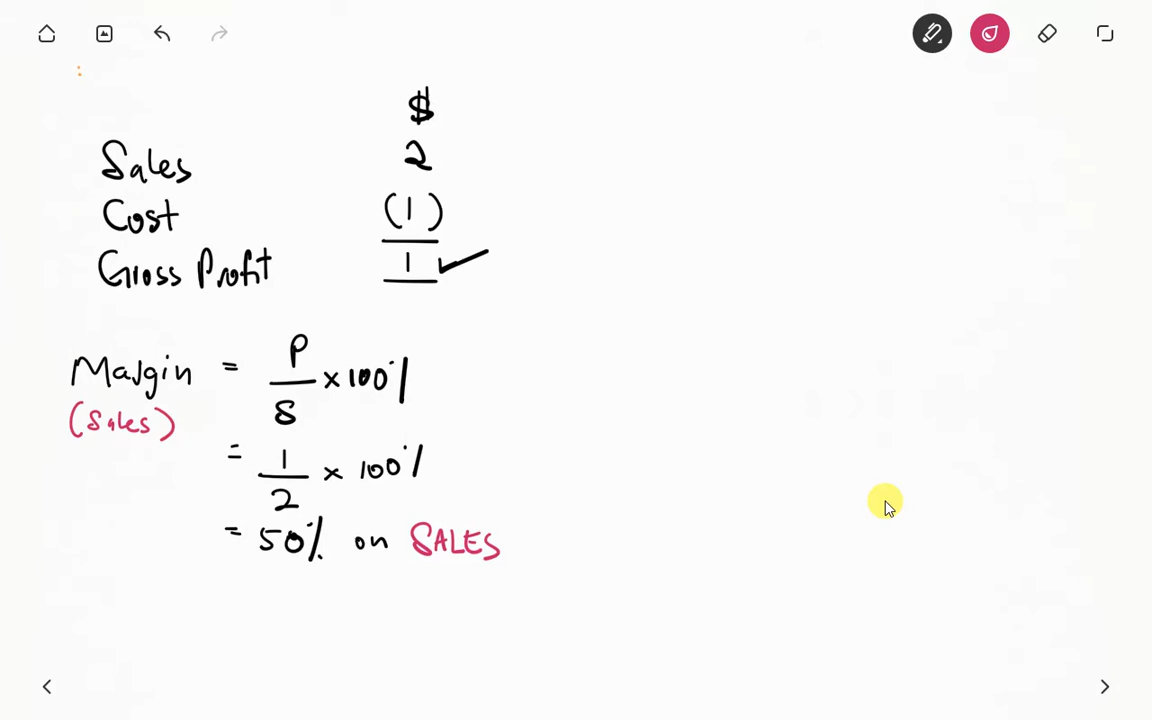 $
Sales 2
Cost (1)
Gross Profit 1
Margin = P/S × 100%
(Sales)
= 1/2 × 100%
= 50% on SALES